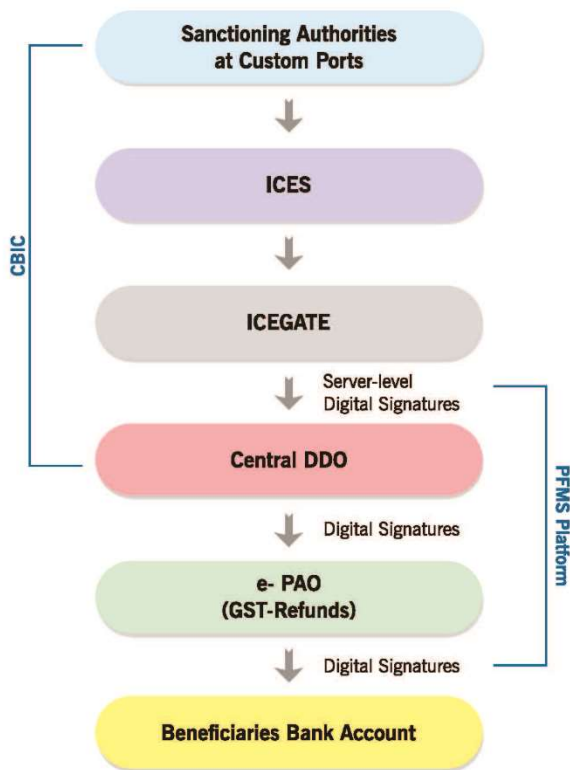 Sanctioning Authorities
at Custom Ports
ICES
CBIC
ICEGATE
Server-level
Digital Signatures
Central DDO
PFMS Platform
Digital Signatures
e- PAO
(GST-Refunds)
Digital Signatures
Beneficiaries Bank Account